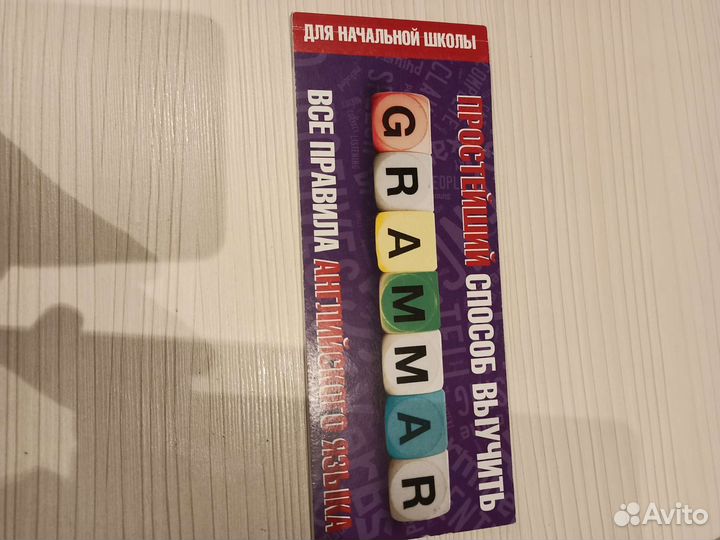 ДЛЯ НАЧАЛЬНОЙ ШКОЛЫ
ПРОСТЕЙШИЙ СПОСОБ ВЫУЧИТЬ
GRAMMAR
ВСЕ ПРАВИЛА АНГЛИЙСКОГО ЯЗЫКА
Avito